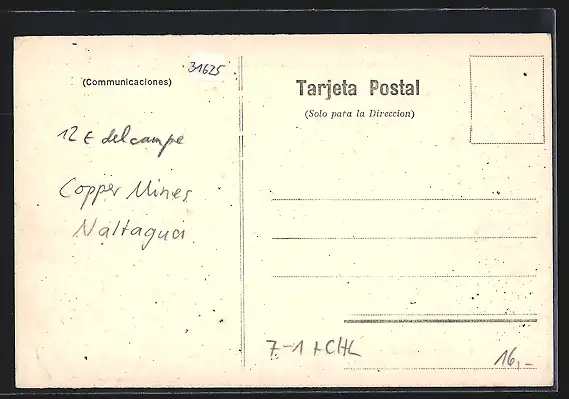 31625
(Communicaciones)
Tarjeta Postal
(Solo para la Direccion)
12 € delcampe
Copper Mines
Naltagua
7-1 + CHL
16,-